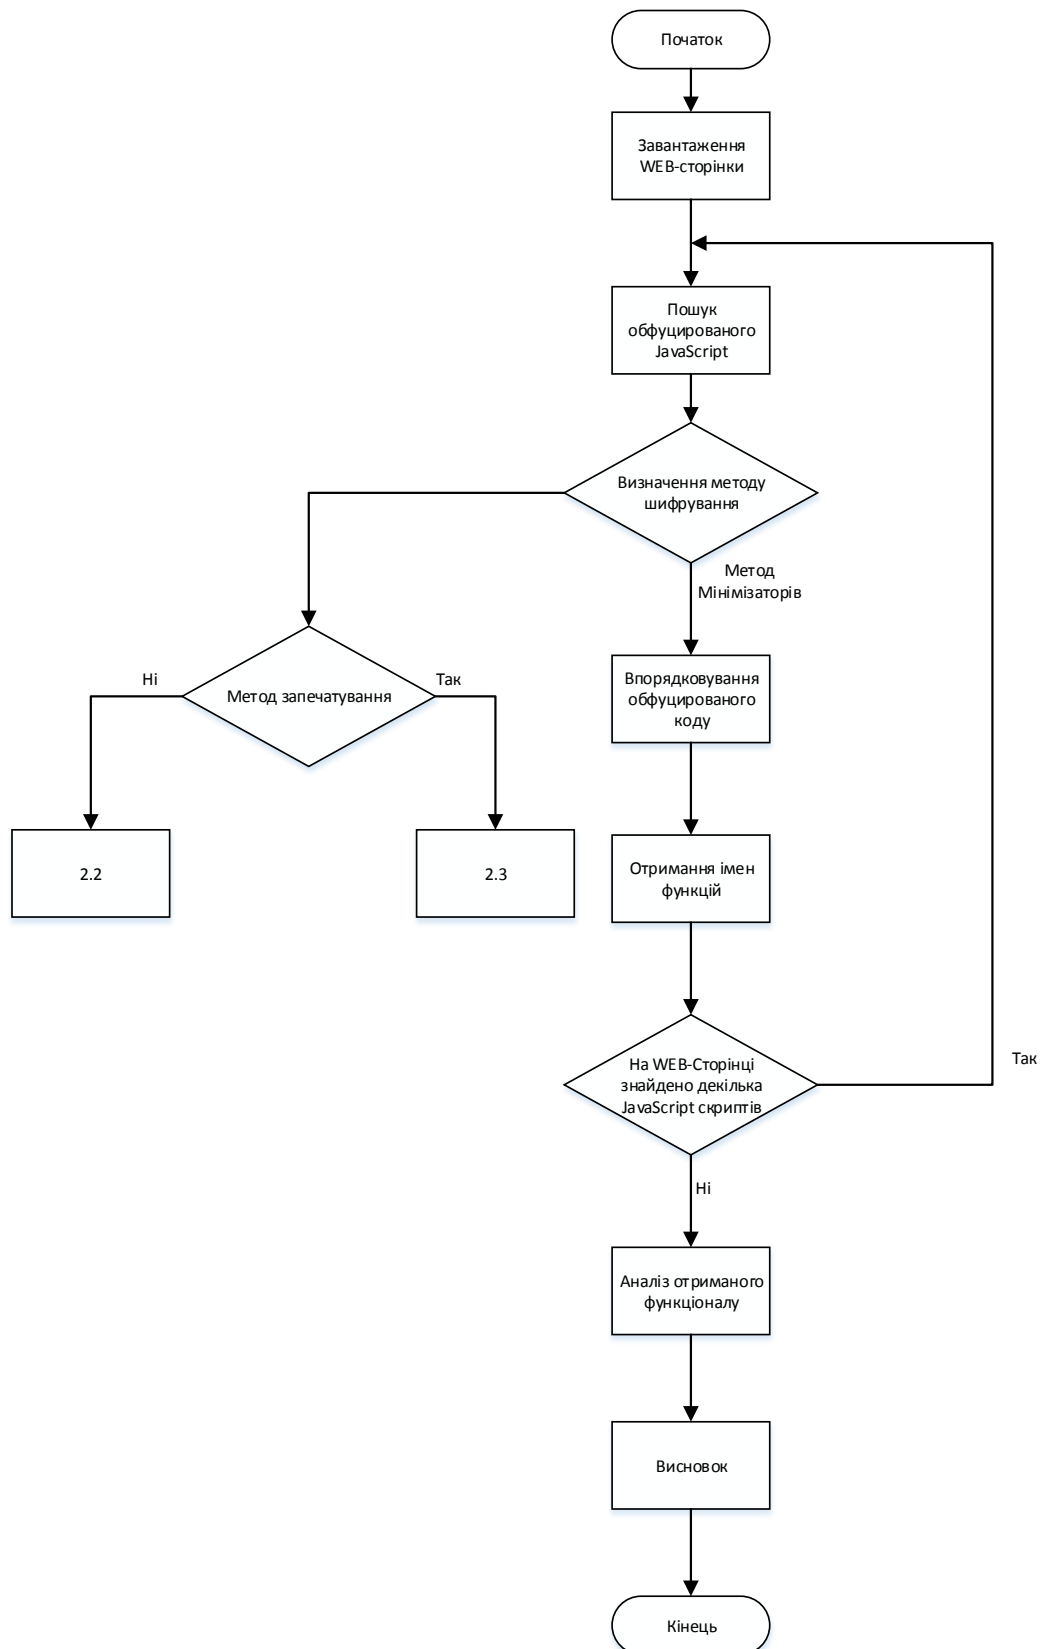 Початок
Завантаження
WEB-сторінки
Пошук
обфуцированого
JavaScript
Визначення методу
шифрування
Метод
Мінімізаторів
Впорядковування
обфуцированого
коду
Ні
Метод запечатування
Так
2.2
2.3
Отримання імен
функцій
На WEB-Сторінці
знайдено декілька
JavaScript скриптів
Так
Ні
Аналіз отриманого
функціоналу
Висновок
Кінець